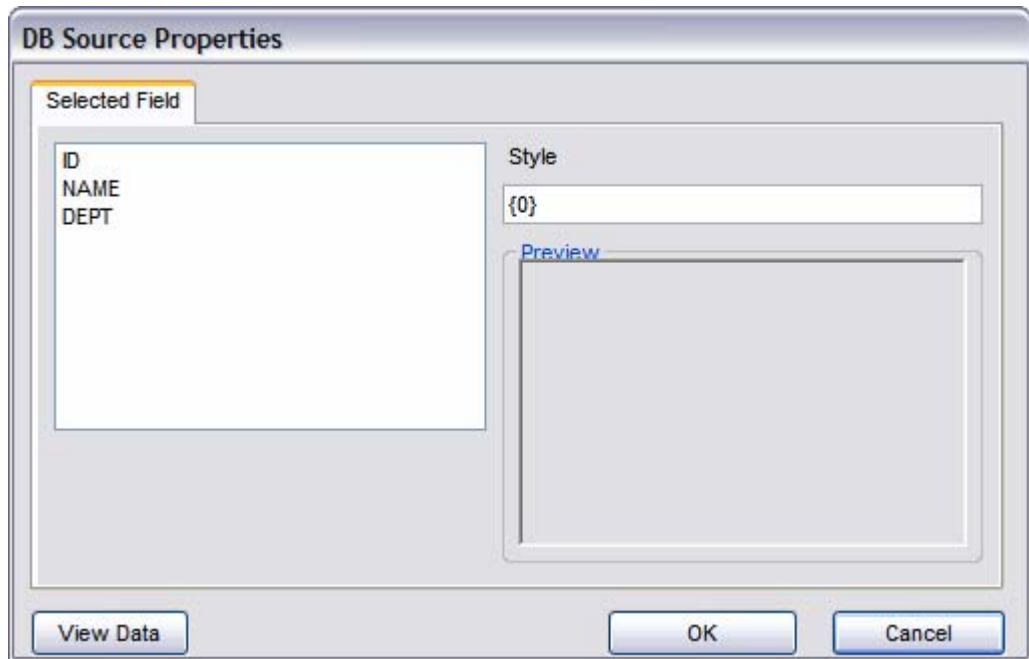 DB Source Properties
Selected Field
ID
NAME
DEPT
Style
{0}
Preview
View Data
OK
Cancel